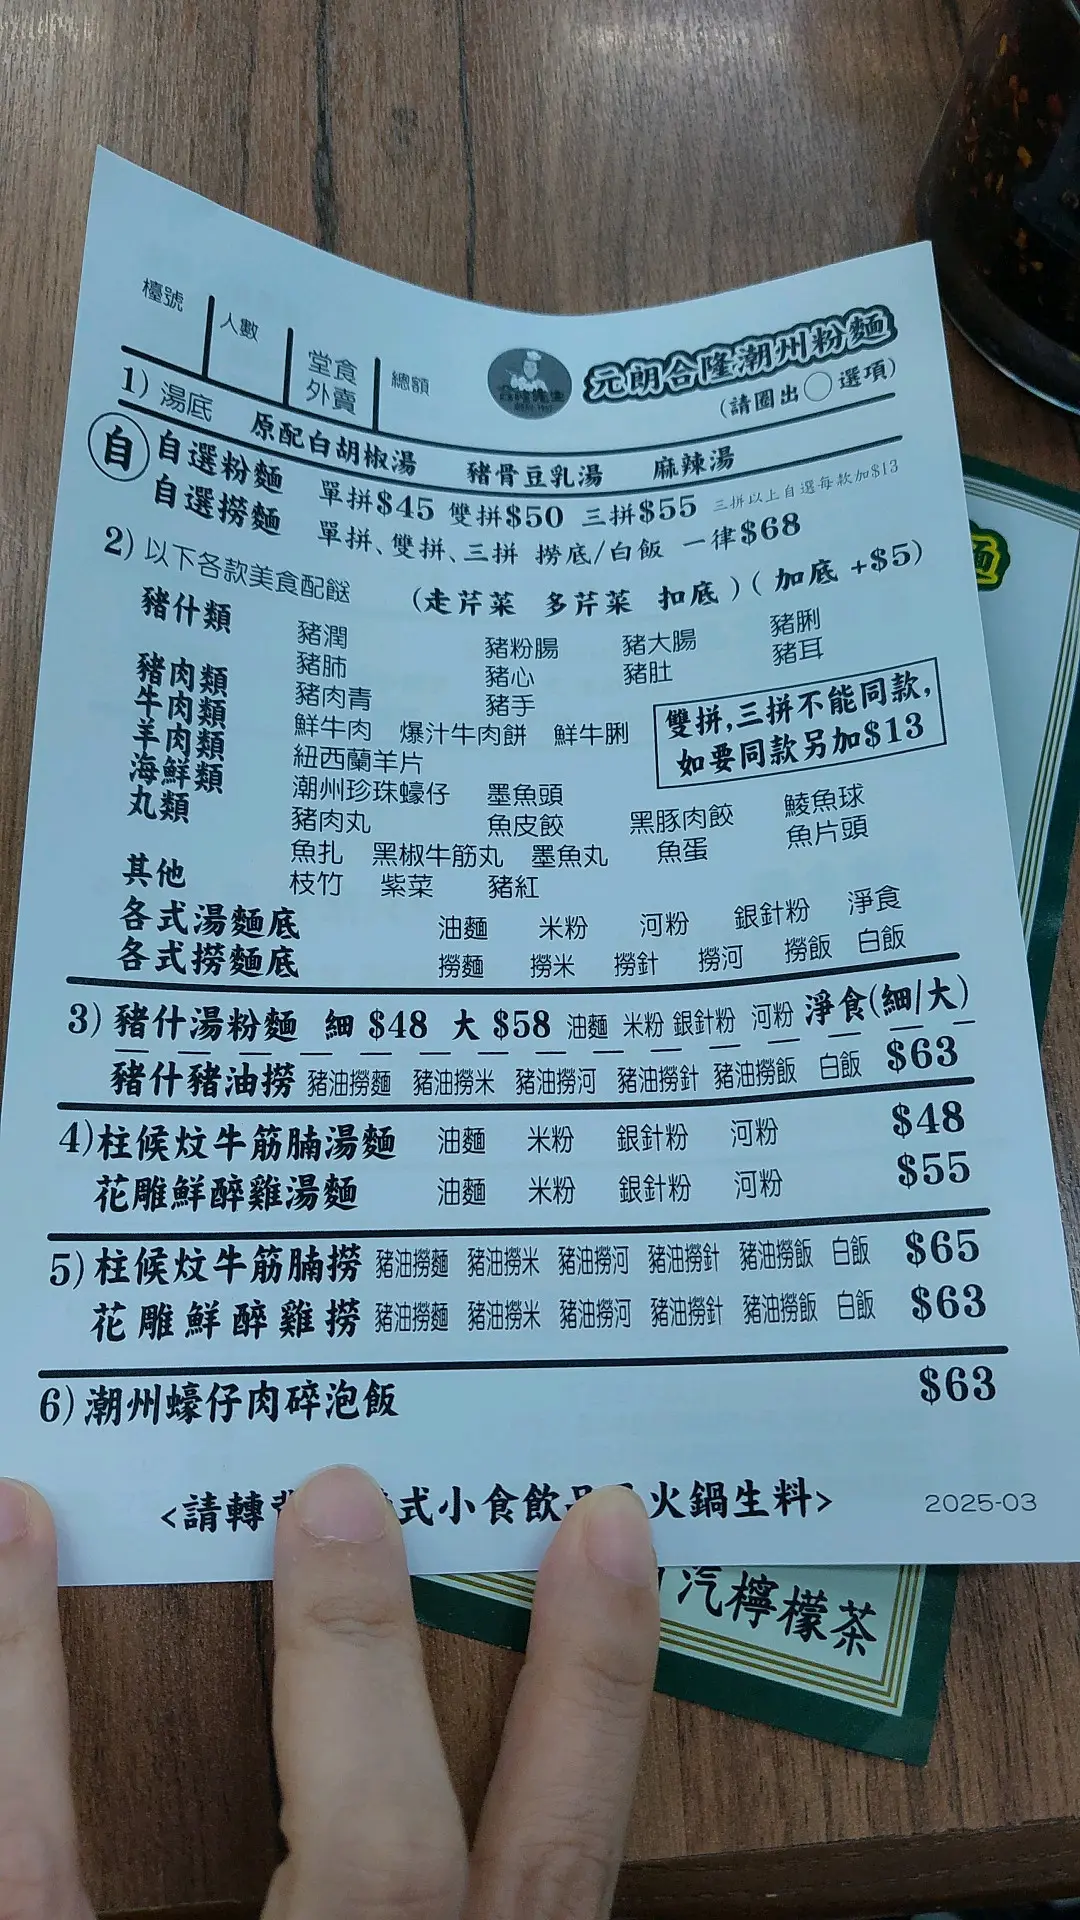 檯號
人數
堂食
外賣
總額
元朗合隆潮州粉麵
(請圈出〇選項)
1) 湯底 原配白胡椒湯 豬骨豆乳湯 麻辣湯
自 自選粉麵 單拼$45 雙拼$50 三拼$55 三拼以上自選每款加$13
自選撈麵 單拼、雙拼、三拼 撈底/白飯 一律$68
2) 以下各款美食配餸 (走芹菜 多芹菜 扣底) (加底 +$5)
豬什類 豬潤 豬粉腸 豬大腸 豬脷
豬肺 豬心 豬肚 豬耳
豬肉類 豬肉青 豬手
牛肉類 鮮牛肉 爆汁牛肉餅 鮮牛脷
羊肉類 紐西蘭羊片
雙拼,三拼不能同款,
如要同款另加$13
海鮮類 潮州珍珠蠔仔 墨魚頭
丸類 豬肉丸 魚皮餃 黑豚肉餃 鯪魚球
魚扎 黑椒牛筋丸 墨魚丸 魚蛋 魚片頭
其他 枝竹 紫菜 豬紅
各式湯麵底 油麵 米粉 河粉 銀針粉 淨食
各式撈麵底 撈麵 撈米 撈針 撈河 撈飯 白飯
3) 豬什湯粉麵 細 $48 大 $58 油麵 米粉 銀針粉 河粉 淨食(細/大)
豬什豬油撈 豬油撈麵 豬油撈米 豬油撈河 豬油撈針 豬油撈飯 白飯 $63
4) 柱候炆牛筋腩湯麵 油麵 米粉 銀針粉 河粉 $48
花雕鮮醉雞湯麵 油麵 米粉 銀針粉 河粉 $55
5) 柱候炆牛筋腩撈 豬油撈麵 豬油撈米 豬油撈河 豬油撈針 豬油撈飯 白飯 $65
花雕鮮醉雞撈 豬油撈麵 豬油撈米 豬油撈河 豬油撈針 豬油撈飯 白飯 $63
6) 潮州蠔仔肉碎泡飯 $63
<請轉 式小食飲 火鍋生料>
2025-03
麵
汽檸檬茶